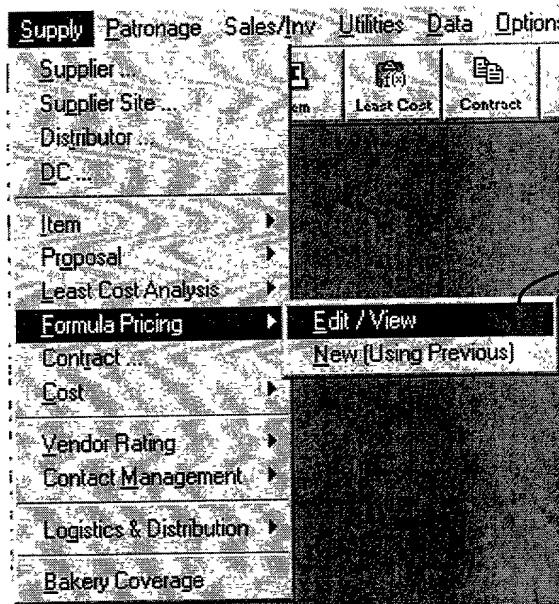 Supply Patronage Sales/Inv Utilities Data Options
Supplier ...
Supplier Site ...
Distributor ...
DC ...
Least Cost Contract
Item
Proposal
Least Cost Analysis
Formula Pricing
Edit / View
New (Using Previous)
Contract ...
Cost
Vendor Rating
Contact Management
Logistics & Distribution
Bakery Coverage